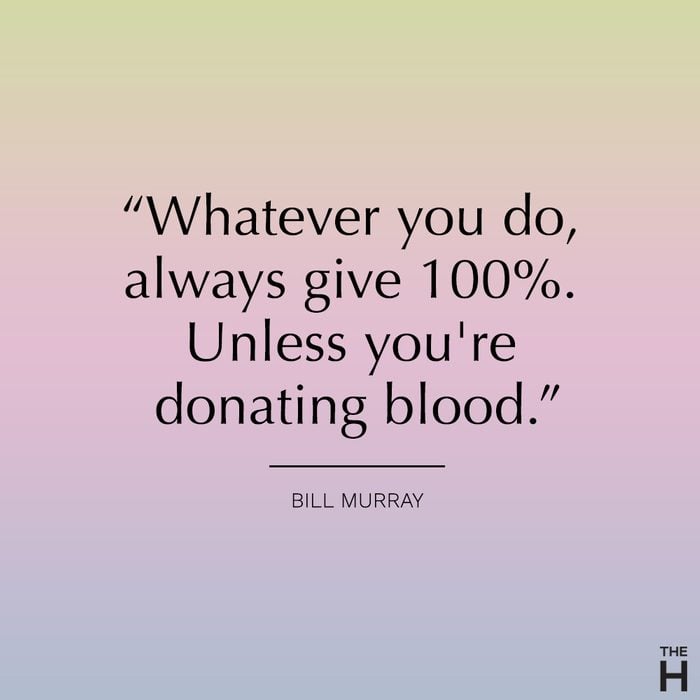 “Whatever you do,
always give 100%.
Unless you're
donating blood.”
BILL MURRAY
THE
H